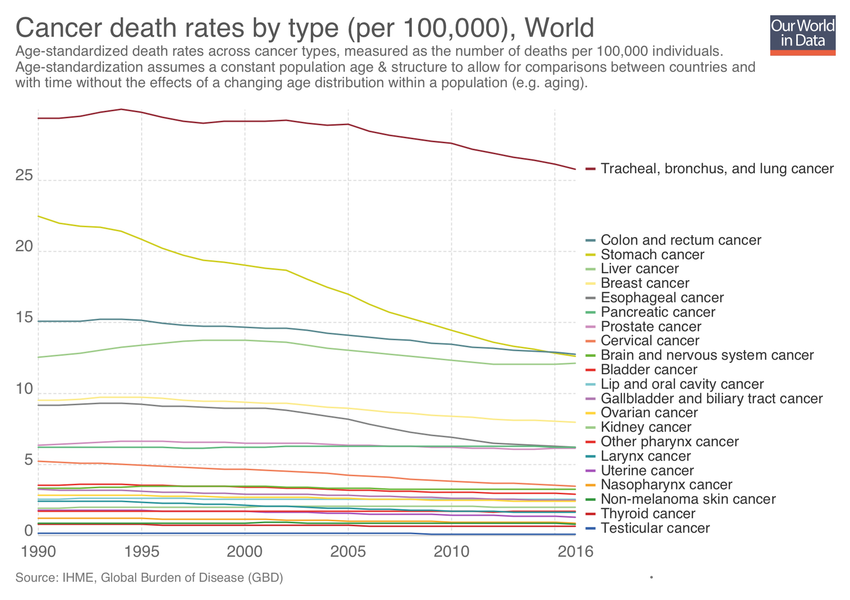 Cancer death rates by type (per 100,000), World
Our World
in Data
Age-standardized death rates across cancer types, measured as the number of deaths per 100,000 individuals.
Age-standardization assumes a constant population age & structure to allow for comparisons between countries and
with time without the effects of a changing age distribution within a population (e.g. aging).
25
20
15
10
5
0
1990
1995
2000
2005
2010
2016
Tracheal, bronchus, and lung cancer
Colon and rectum cancer
Stomach cancer
Liver cancer
Breast cancer
Esophageal cancer
Pancreatic cancer
Prostate cancer
Cervical cancer
Brain and nervous system cancer
Bladder cancer
Lip and oral cavity cancer
Gallbladder and biliary tract cancer
Ovarian cancer
Kidney cancer
Other pharynx cancer
Larynx cancer
Uterine cancer
Nasopharynx cancer
Non-melanoma skin cancer
Thyroid cancer
Testicular cancer
Source: IHME, Global Burden of Disease (GBD)